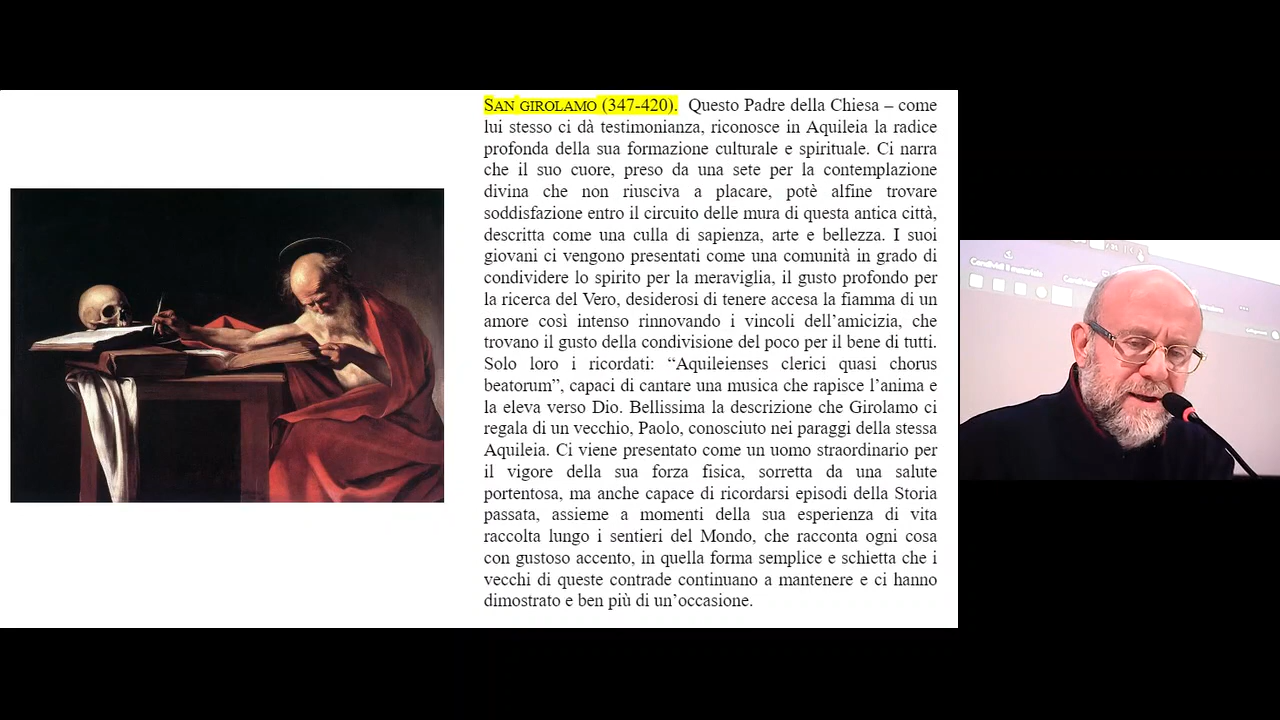 SAN GIROLAMO (347-420). Questo Padre della Chiesa – come
lui stesso ci dà testimonianza, riconosce in Aquileia la radice
profonda della sua formazione culturale e spirituale. Ci narra
che il suo cuore, preso da una sete per la contemplazione
divina che non riusciva a placare, potè alfine trovare
soddisfazione entro il circuito delle mura di questa antica città,
descritta come una culla di sapienza, arte e bellezza. I suoi
giovani ci vengono presentati come una comunità in grado di
condividere lo spirito per la meraviglia, il gusto profondo per
la ricerca del Vero, desiderosi di tenere accesa la fiamma di un
amore così intenso rinnovando i vincoli dell’amicizia, che
trovano il gusto della condivisione del poco per il bene di tutti.
Solo loro i ricordati: “Aquileienses clerici quasi chorus
beatorum”, capaci di cantare una musica che rapisce l’anima e
la eleva verso Dio. Bellissima la descrizione che Girolamo ci
regala di un vecchio, Paolo, conosciuto nei paraggi della stessa
Aquileia. Ci viene presentato come un uomo straordinario per
il vigore della sua forza fisica, sorretta da una salute
portentosa, ma anche capace di ricordarsi episodi della Storia
passata, assieme a momenti della sua esperienza di vita
raccolta lungo i sentieri del Mondo, che racconta ogni cosa
con gustoso accento, in quella forma semplice e schietta che i
vecchi di queste contrade continuano a mantenere e ci hanno
dimostrato e ben più di un’occasione.